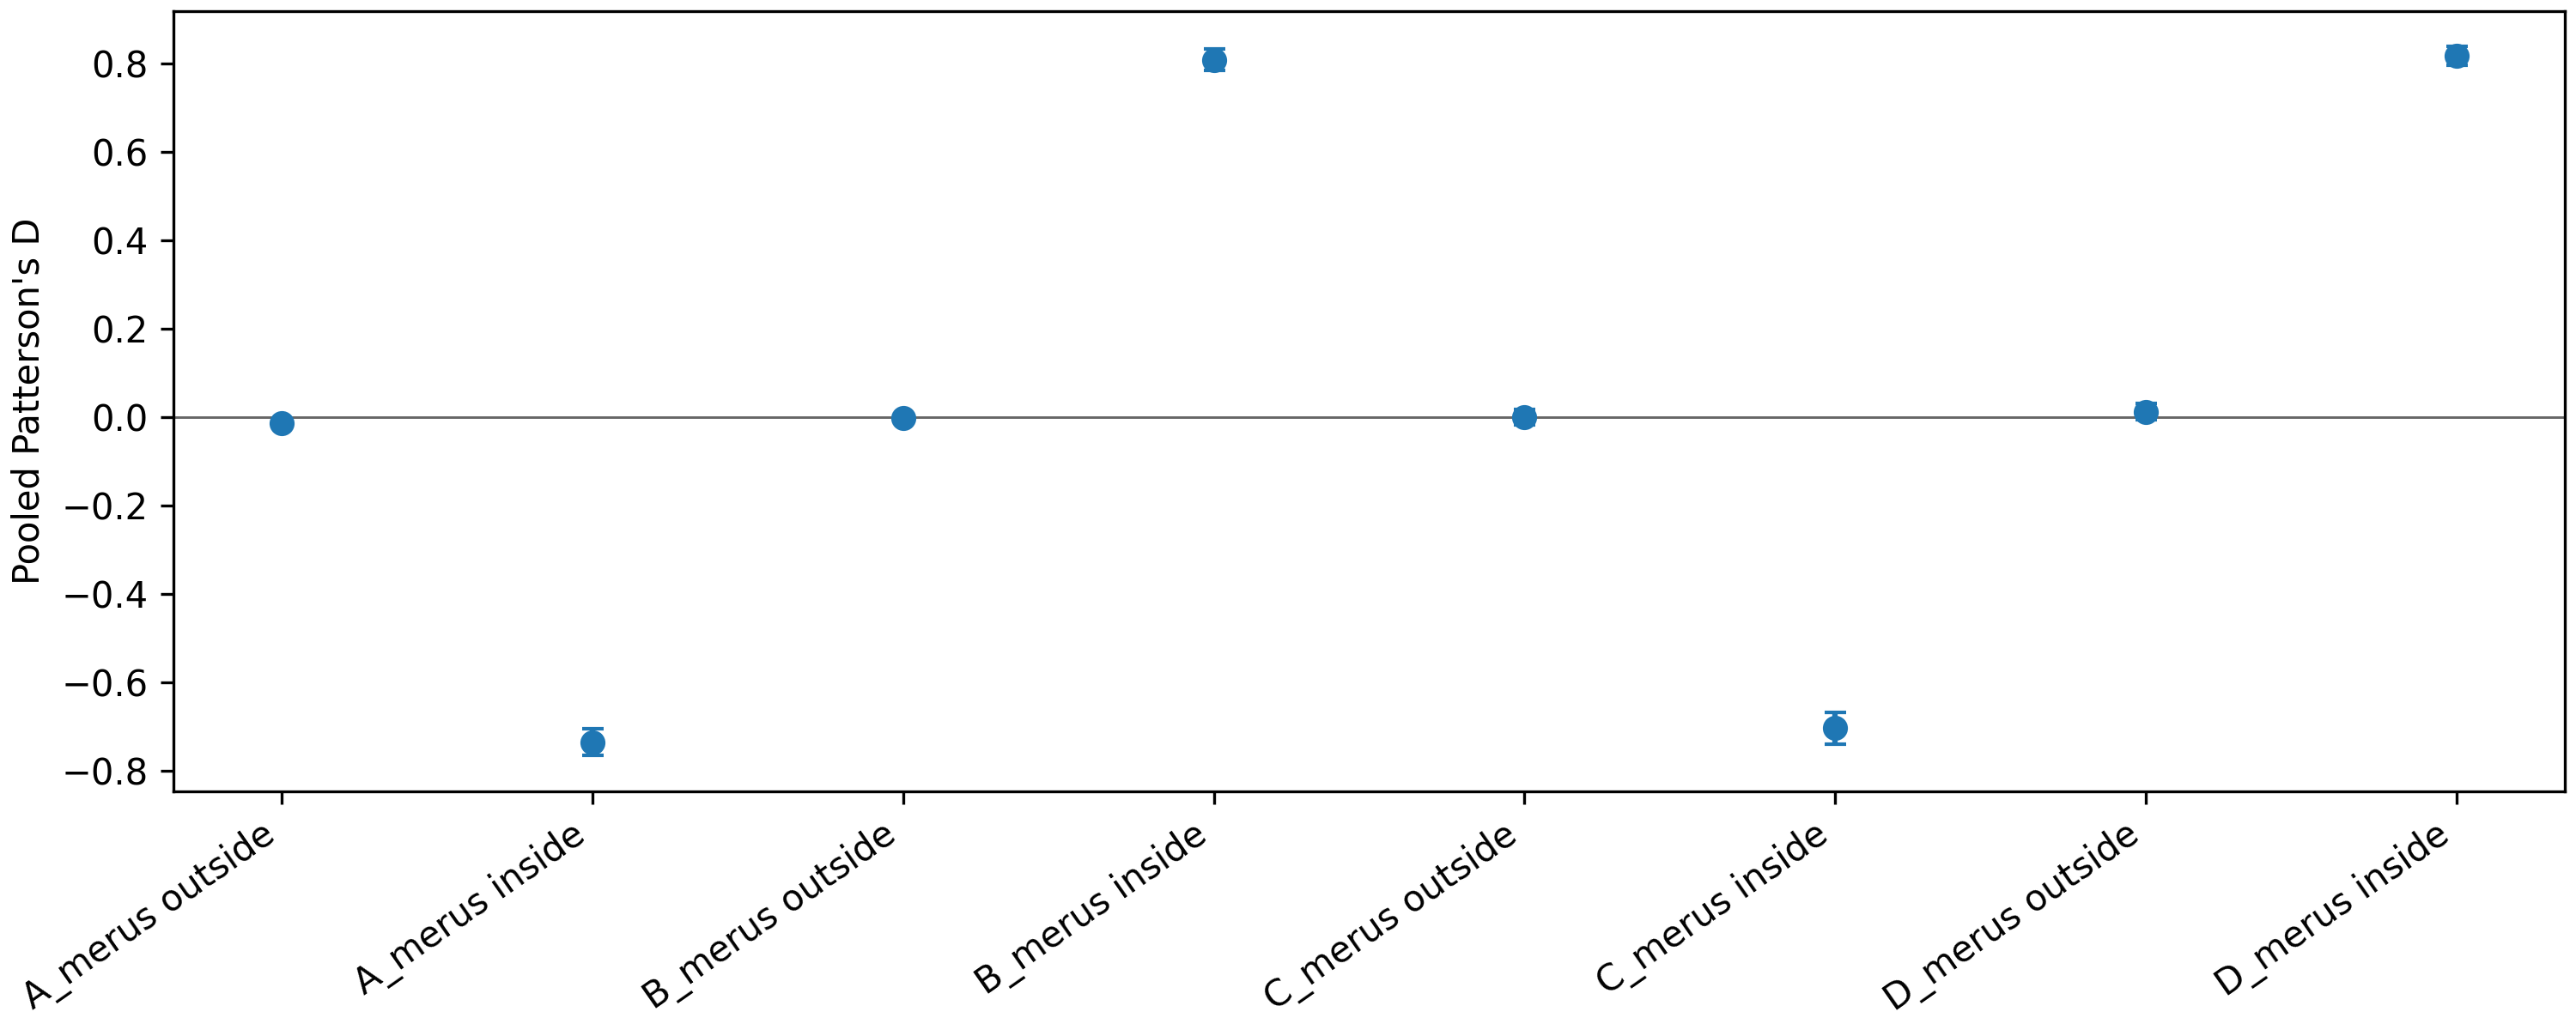 Pooled Patterson's D
0.8
0.6
0.4
0.2
0.0
−0.2
−0.4
−0.6
−0.8
A_merus outside
A_merus inside
B_merus outside
B_merus inside
C_merus outside
C_merus inside
D_merus outside
D_merus inside